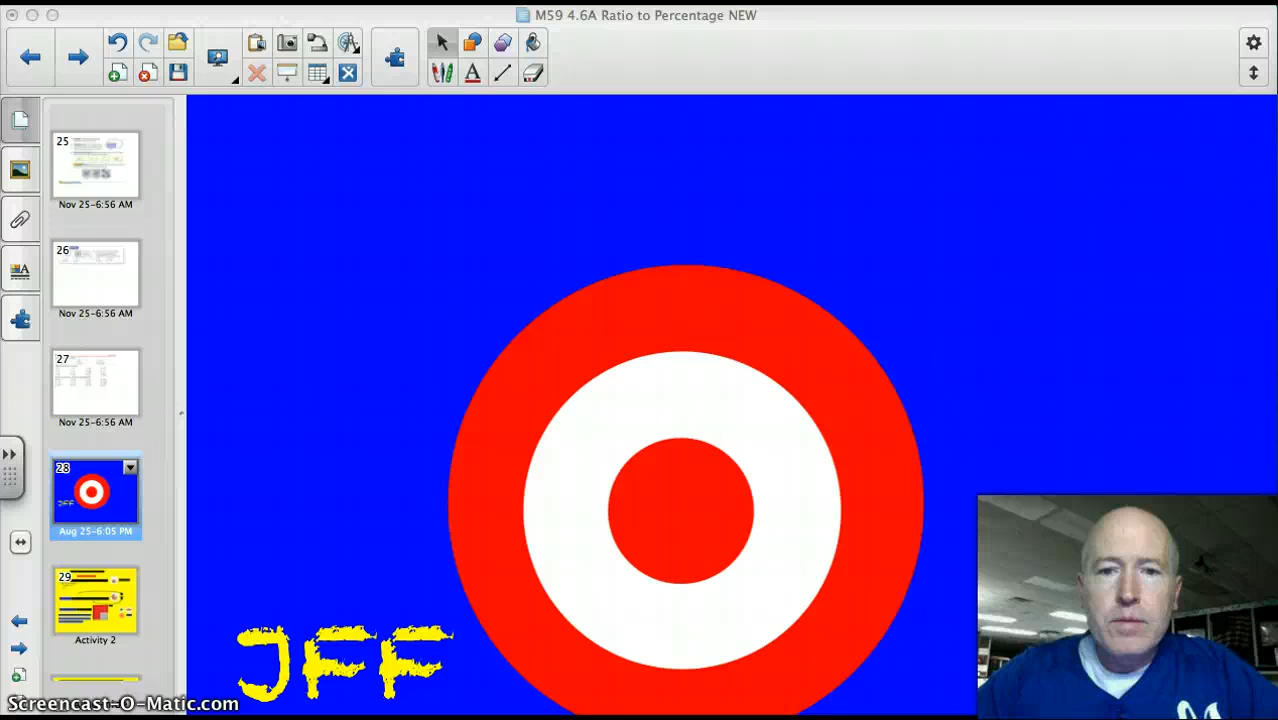 M59 4.6A Ratio to Percentage NEW
25
Nov 25-6:56 AM
26
Nov 25-6:56 AM
27
Nov 25-6:56 AM
28
JFF
Aug 25-6:05 PM
29
Activity 2
JFF
Screencast-O-Matic.com